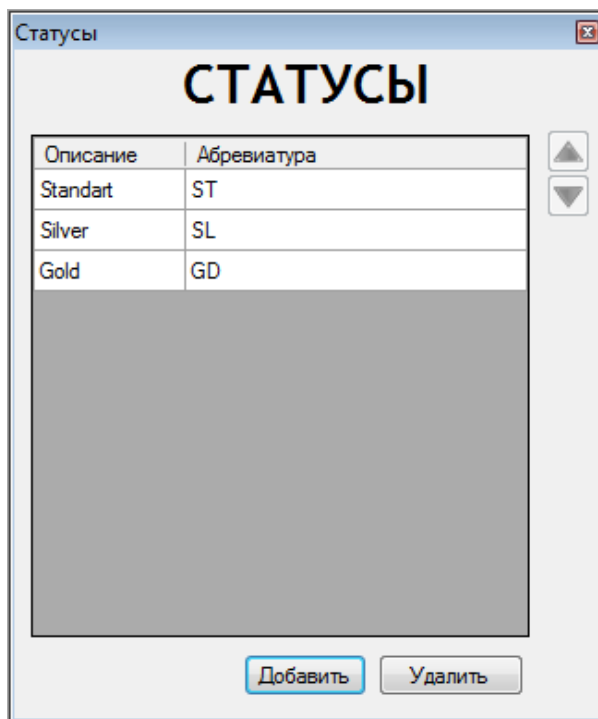 Статусы
СТАТУСЫ
Описание Абревиатура
Standart ST
Silver SL
Gold GD
Добавить Удалить